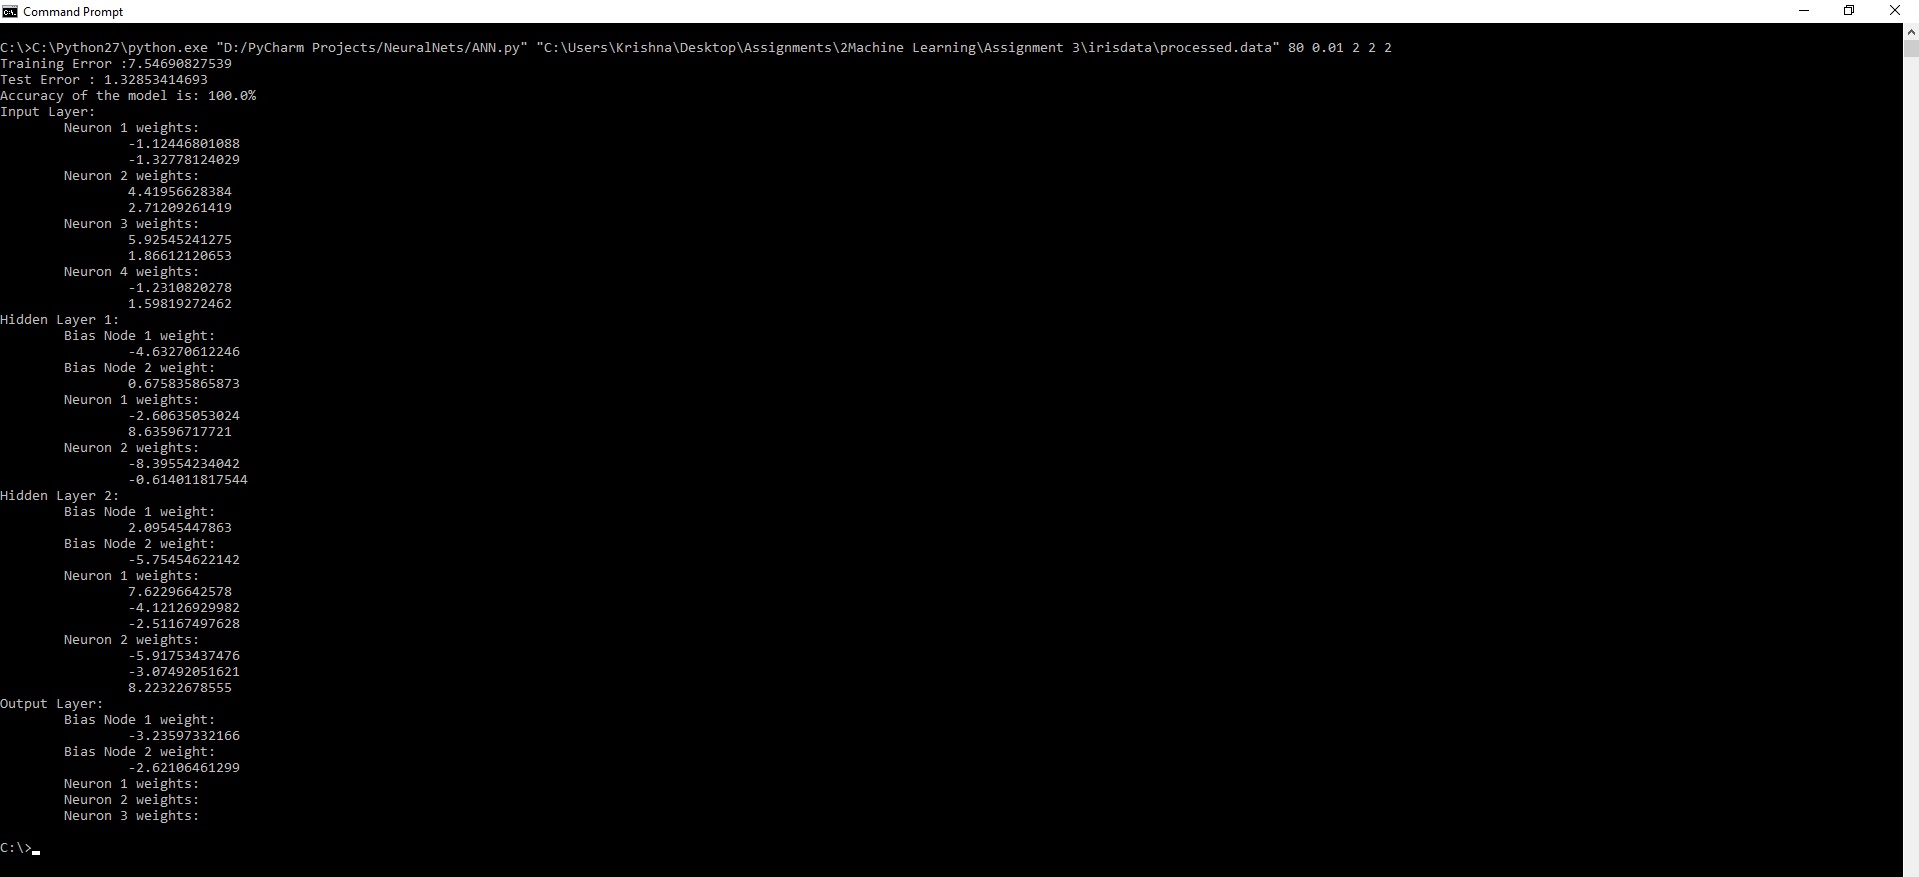 Command Prompt
C:\>C:\Python27\python.exe "D:/PyCharm Projects/NeuralNets/ANN.py" "C:\Users\Krishna\Desktop\Assignments\2Machine Learning\Assignment 3\irisdata\processed.data" 80 0.01 2 2 2
Training Error :7.54690827539
Test Error : 1.32853414693
Accuracy of the model is: 100.0%
Input Layer:
Neuron 1 weights:
-1.12446801088
-1.32778124029
Neuron 2 weights:
4.41956628384
2.71209261419
Neuron 3 weights:
5.92545241275
1.86612120653
Neuron 4 weights:
-1.2310820278
1.59819272462
Hidden Layer 1:
Bias Node 1 weight:
-4.63270612246
Bias Node 2 weight:
0.675835865873
Neuron 1 weights:
-2.60635053024
8.63596717721
Neuron 2 weights:
-8.39554234042
-0.614011817544
Hidden Layer 2:
Bias Node 1 weight:
2.09545447863
Bias Node 2 weight:
-5.75454622142
Neuron 1 weights:
7.62296642578
-4.12126929982
-2.51167497628
Neuron 2 weights:
-5.91753437476
-3.07492051621
8.22322678555
Output Layer:
Bias Node 1 weight:
-3.23597332166
Bias Node 2 weight:
-2.62106461299
Neuron 1 weights:
Neuron 2 weights:
Neuron 3 weights:
C:\>